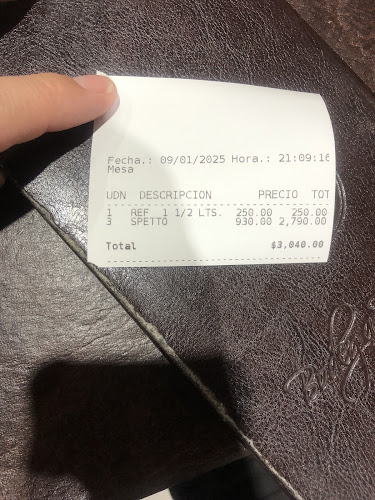 Fecha.: 09/01/2025 Hora.: 21:09:16
Mesa
UDN DESCRIPCION PRECIO TOT
1 REF 1 1/2 LTS. 250.00 250.00
3 SPETTO 930.00 2,790.00
Total $3,040.00